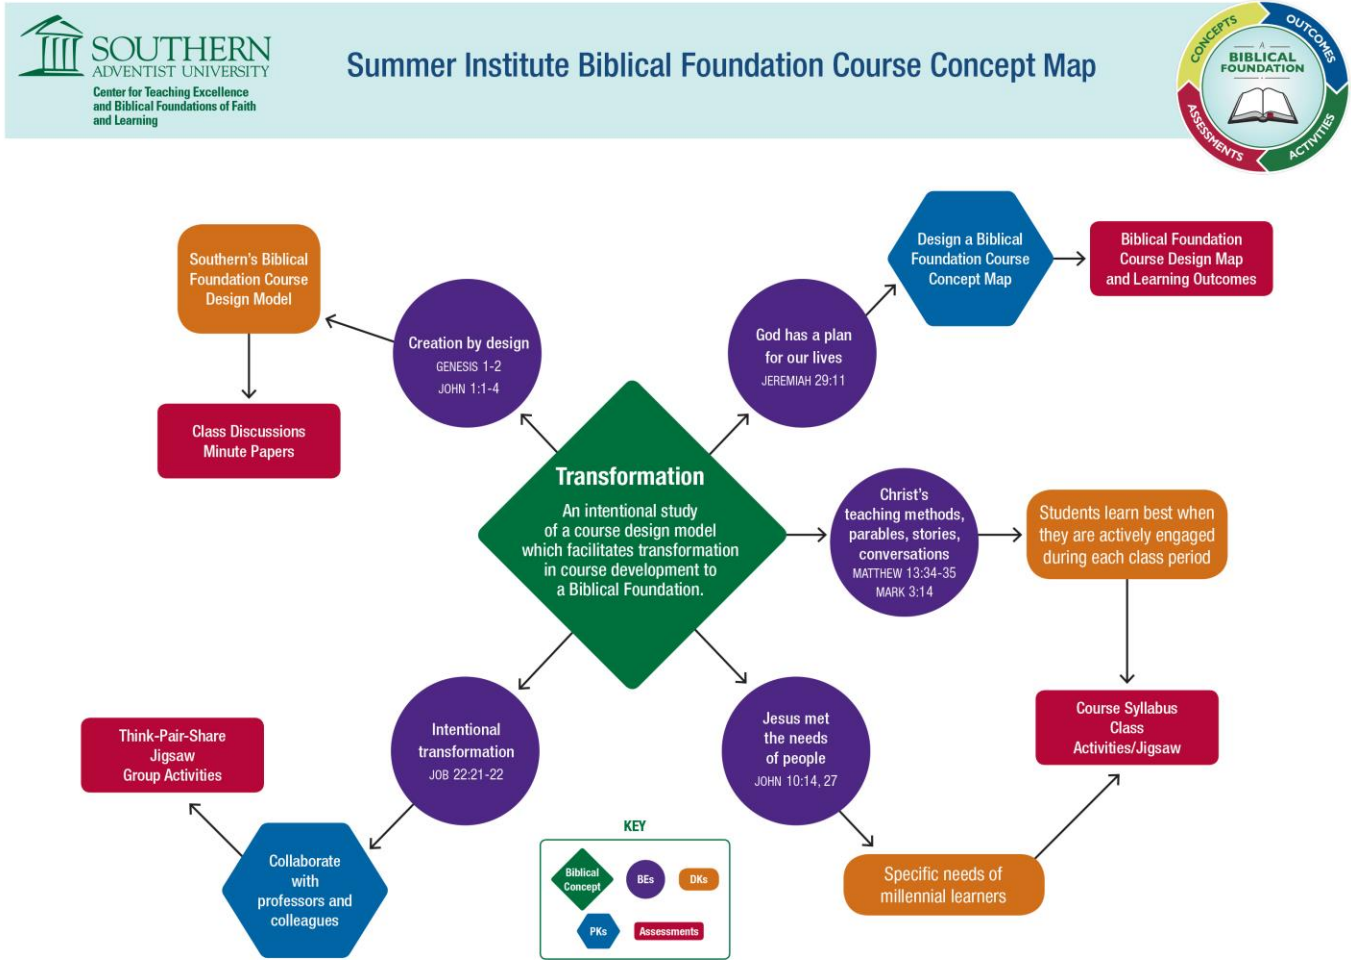 SOUTHERN
ADVENTIST UNIVERSITY
Center for Teaching Excellence
and Biblical Foundations of Faith
and Learning
Summer Institute Biblical Foundation Course Concept Map
CONCEPTS
OUTCOMES
ACTIVITIES
ASSESSMENTS
A
BIBLICAL
FOUNDATION
Southern's Biblical
Foundation Course
Design Model
Class Discussions
Minute Papers
Creation by design
GENESIS 1-2
JOHN 1:1-4
God has a plan
for our lives
JEREMIAH 29:11
Design a Biblical
Foundation Course
Concept Map
Biblical Foundation
Course Design Map
and Learning Outcomes
Transformation
An intentional study
of a course design model
which facilitates transformation
in course development to
a Biblical Foundation.
Christ's
teaching methods,
parables, stories,
conversations
MATTHEW 13:34-35
MARK 3:14
Students learn best when
they are actively engaged
during each class period
Course Syllabus
Class
Activities/Jigsaw
Intentional
transformation
JOB 22:21-22
Think-Pair-Share
Jigsaw
Group Activities
Collaborate
with
professors and
colleagues
Jesus met
the needs
of people
JOHN 10:14, 27
Specific needs of
millennial learners
KEY
Biblical
Concept
BEs
DKs
PKs
Assessments